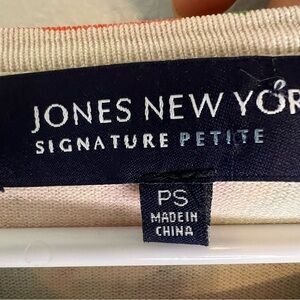 JONES NEW YOR
SIGNATURE PETITE
PS
MADE IN
CHINA